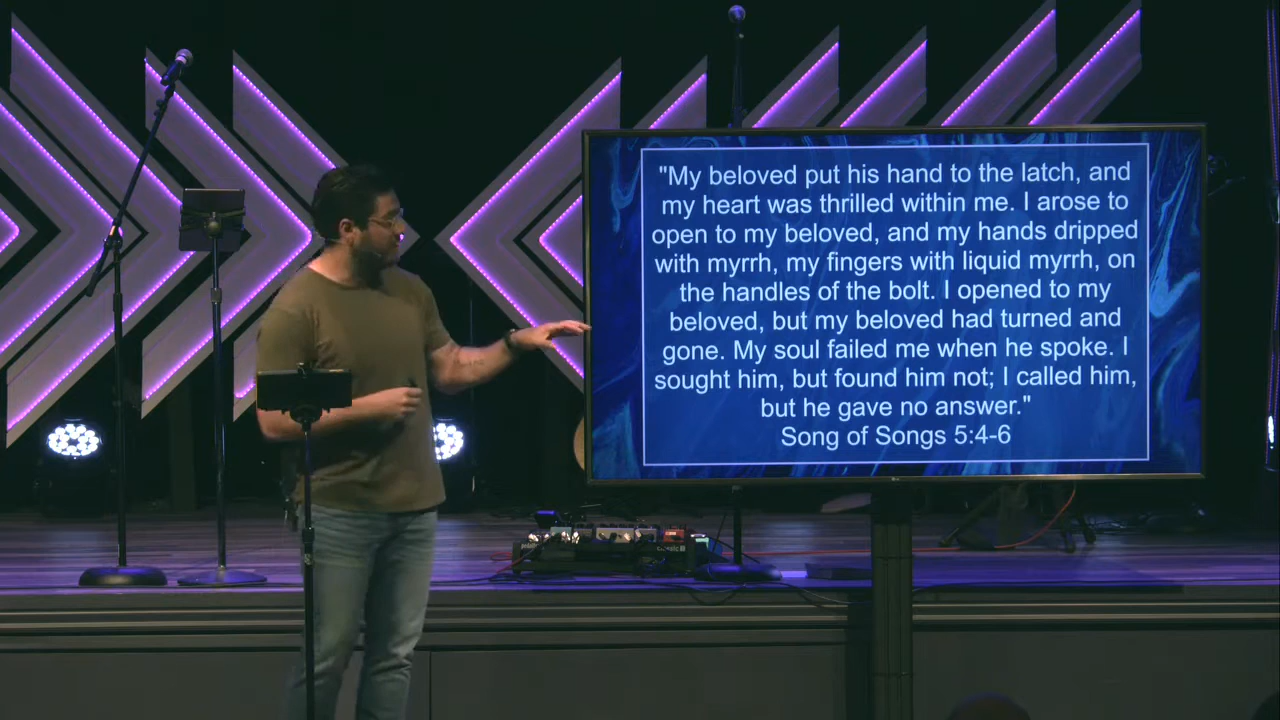 "My beloved put his hand to the latch, and
my heart was thrilled within me. I arose to
open to my beloved, and my hands dripped
with myrrh, my fingers with liquid myrrh, on
the handles of the bolt. I opened to my
beloved, but my beloved had turned and
gone. My soul failed me when he spoke. I
sought him, but found him not; I called him,
but he gave no answer."
Song of Songs 5:4-6